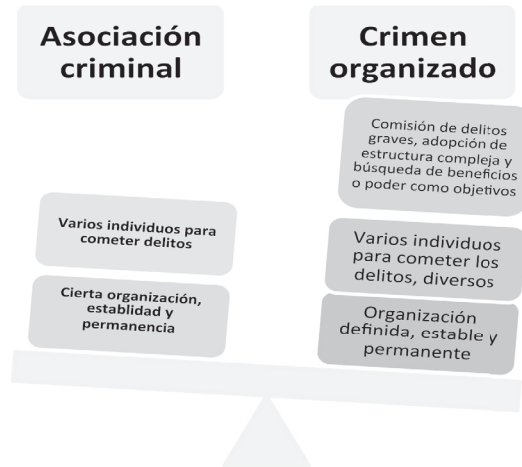 Asociación
criminal
Varios individuos para
cometer delitos
Cierta organización,
establidad y
permanencia
Crimen
organizado
Comisión de delitos
graves, adopción de
estructura compleja y
búsqueda de beneficios
o poder como objetivos
Varios individuos
para cometer los
delitos, diversos
Organización
definida, estable y
permanente